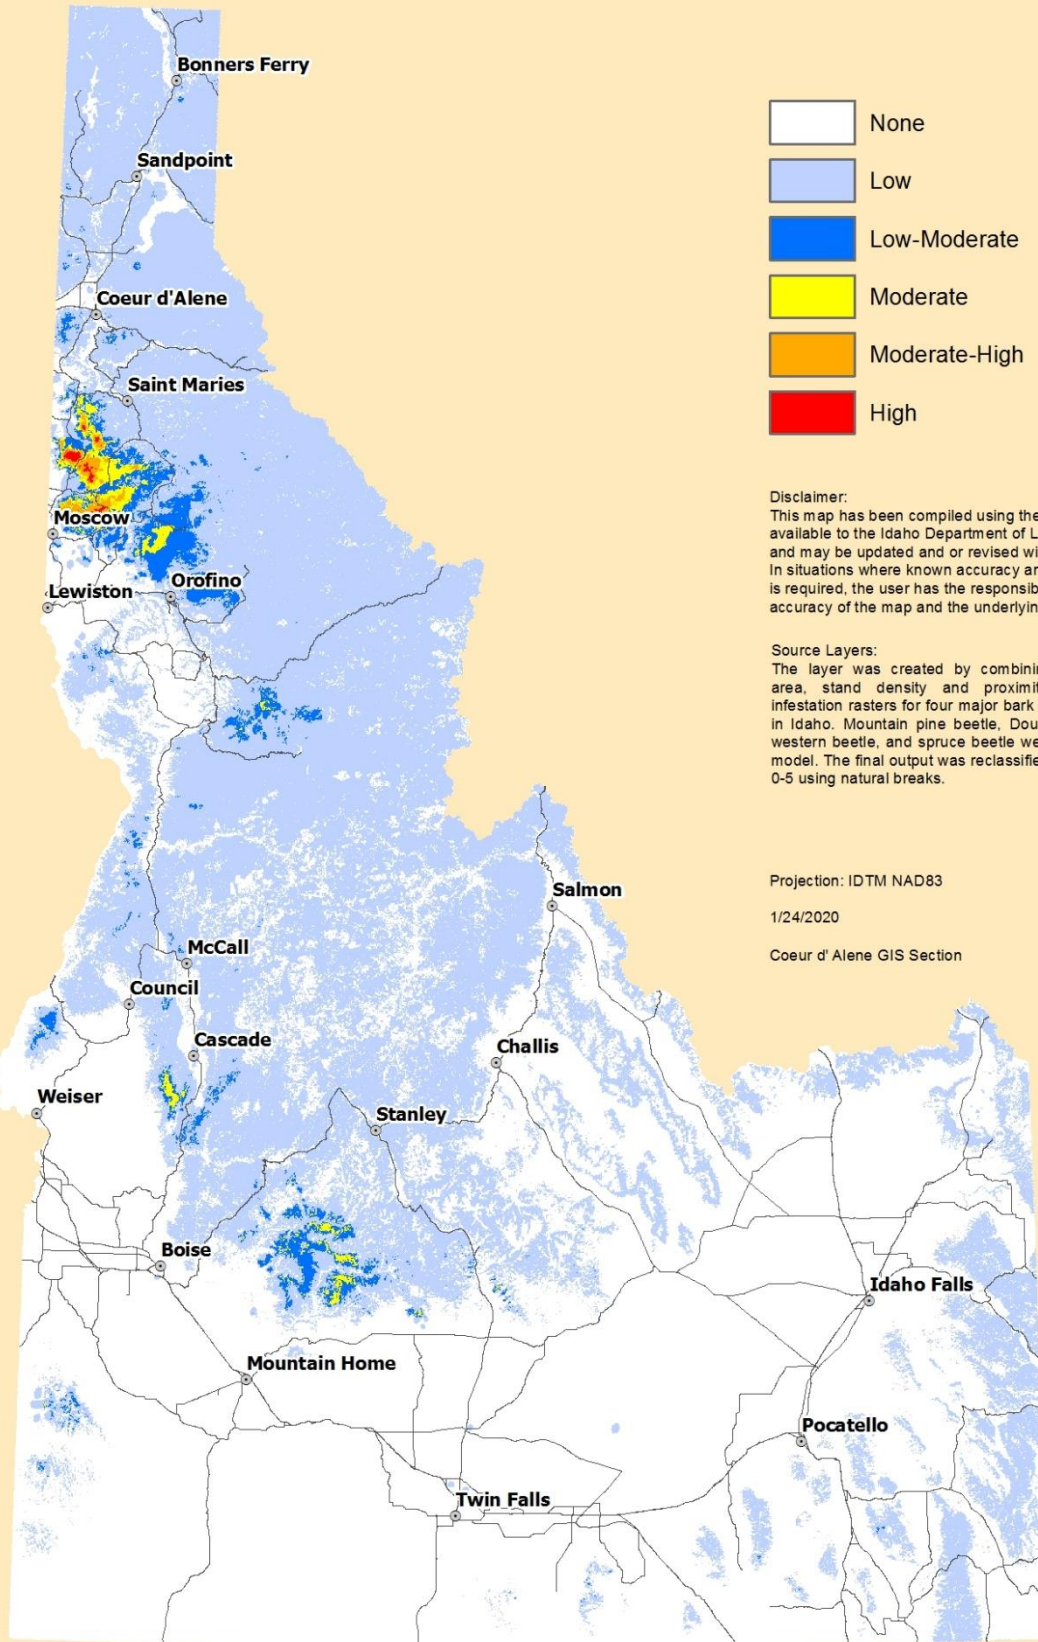 Bonners Ferry
Sandpoint
Coeur d'Alene
Saint Maries
Moscow
Orofino
Lewiston
Salmon
McCall
Council
Cascade
Challis
Weiser
Stanley
Boise
Idaho Falls
Mountain Home
Pocatello
Twin Falls
None
Low
Low-Moderate
Moderate
Moderate-High
High
Disclaimer:
This map has been compiled using the
available to the Idaho Department of L
and may be updated and or revised wi
In situations where known accuracy an
is required, the user has the responsib
accuracy of the map and the underlyin
Source Layers:
The layer was created by combinin
area, stand density and proximit
infestation rasters for four major bark
in Idaho. Mountain pine beetle, Dou
western beetle, and spruce beetle we
model. The final output was reclassifie
0-5 using natural breaks.
Projection: IDTM NAD83
1/24/2020
Coeur d' Alene GIS Section